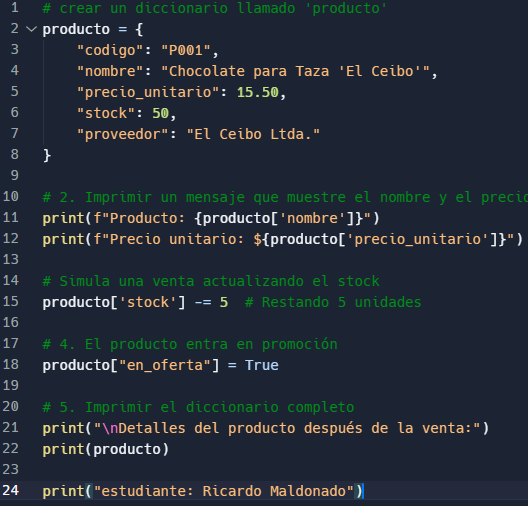 1 # crear un diccionario llamado 'producto'
2 producto = {
3 "codigo": "P001",
4 "nombre": "Chocolate para Taza 'El Ceibo'",
5 "precio_unitario": 15.50,
6 "stock": 50,
7 "proveedor": "El Ceibo Ltda."
8 }
9
10 # 2. Imprimir un mensaje que muestre el nombre y el precio
11 print(f"Producto: {producto['nombre']}")
12 print(f"Precio unitario: ${producto['precio_unitario']}")
13
14 # Simula una venta actualizando el stock
15 producto['stock'] -= 5  # Restando 5 unidades
16
17 # 4. El producto entra en promoción
18 producto["en_oferta"] = True
19
20 # 5. Imprimir el diccionario completo
21 print("\nDetalles del producto después de la venta:")
22 print(producto)
23
24 print("estudiante: Ricardo Maldonado")